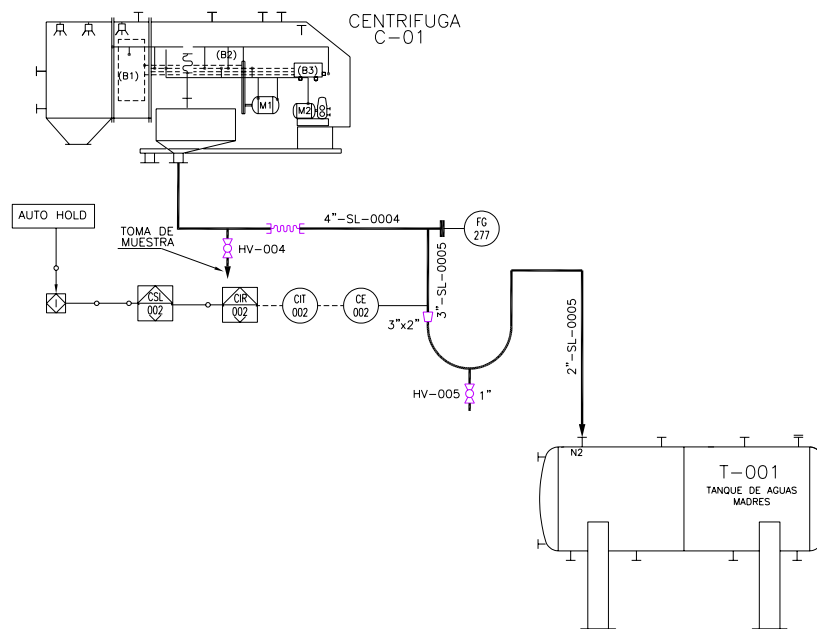 CENTRIFUGA
C-01
(B1)
(B2)
(B3)
M1
M2
4"-SL-0004
FG
277
AUTO HOLD
TOMA DE
MUESTRA
HV-004
3"-SL-0005
I
CSL
002
CIR
002
CIT
002
CE
002
3"x2"
2"-SL-0005
HV-005
1"
N2
T-001
TANQUE DE AGUAS
MADRES